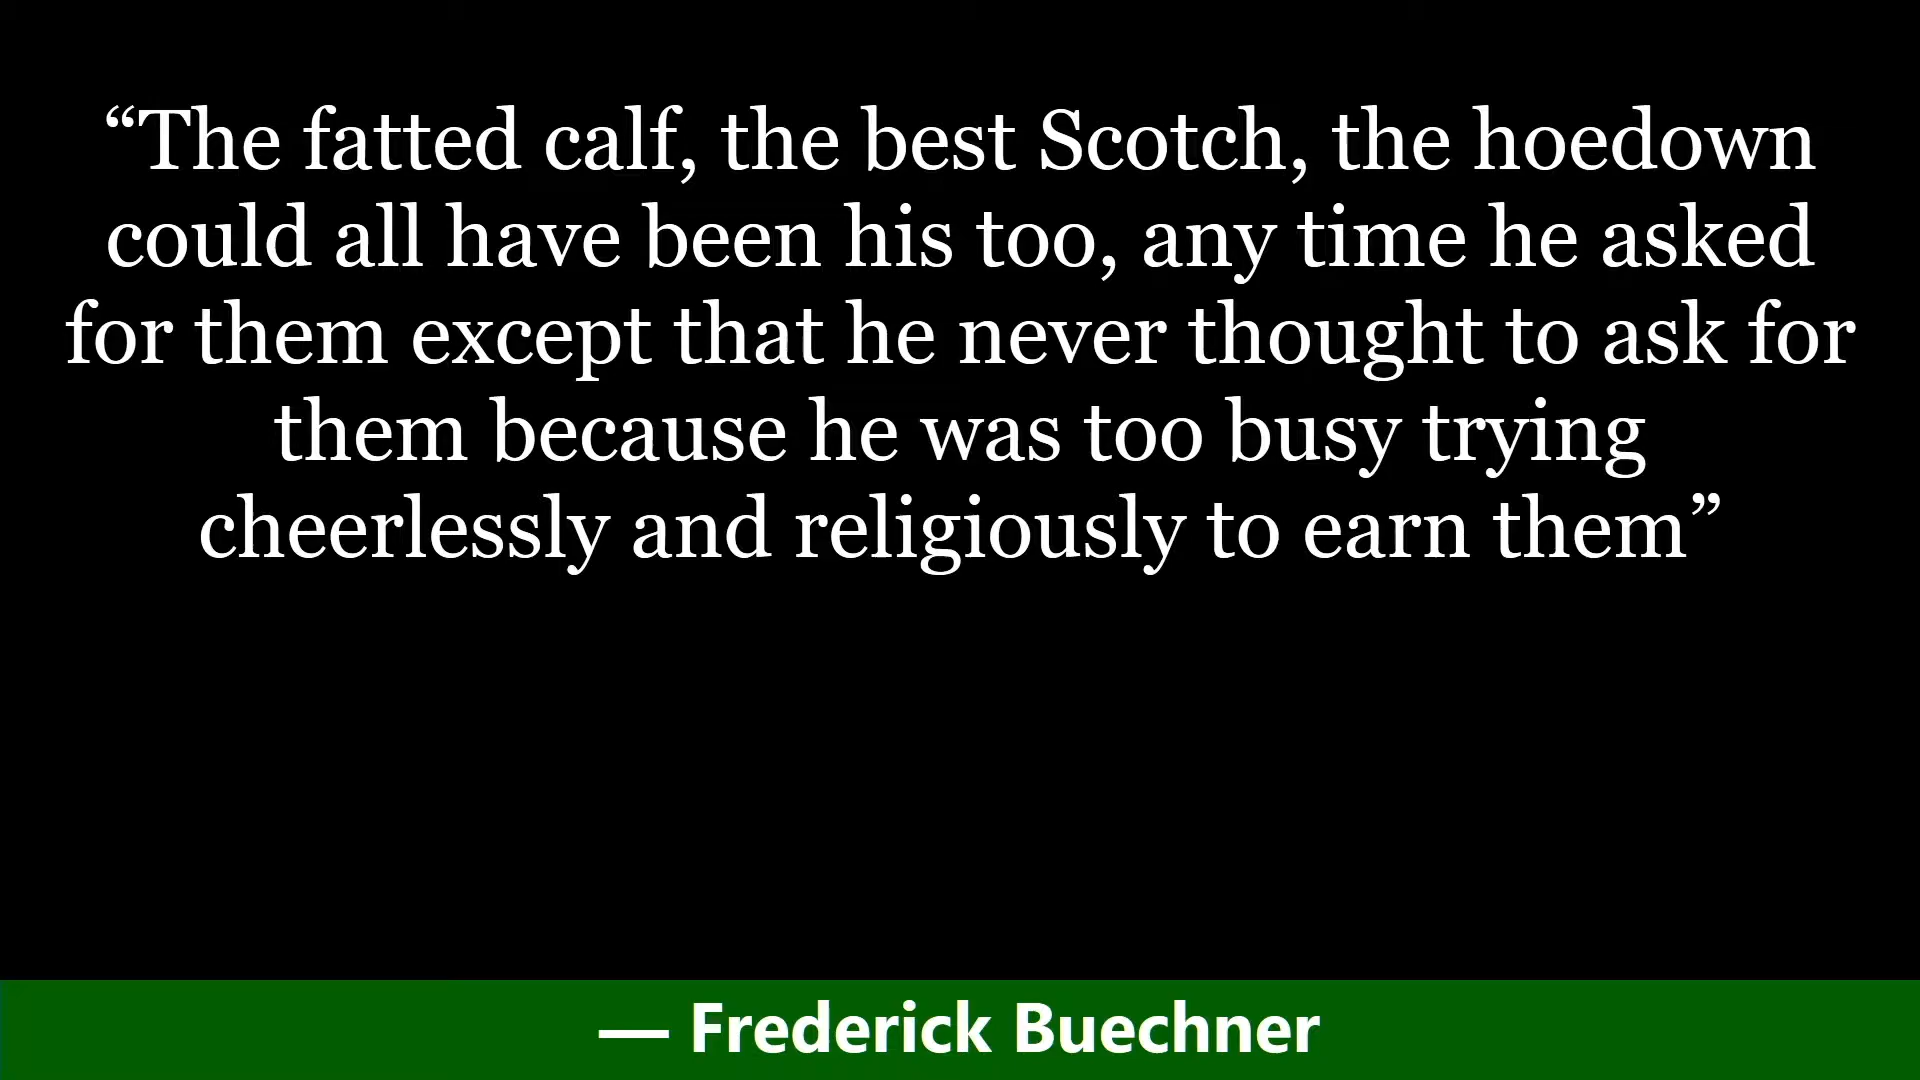 “The fatted calf, the best Scotch, the hoedown
could all have been his too, any time he asked
for them except that he never thought to ask for
them because he was too busy trying
cheerlessly and religiously to earn them”
— Frederick Buechner